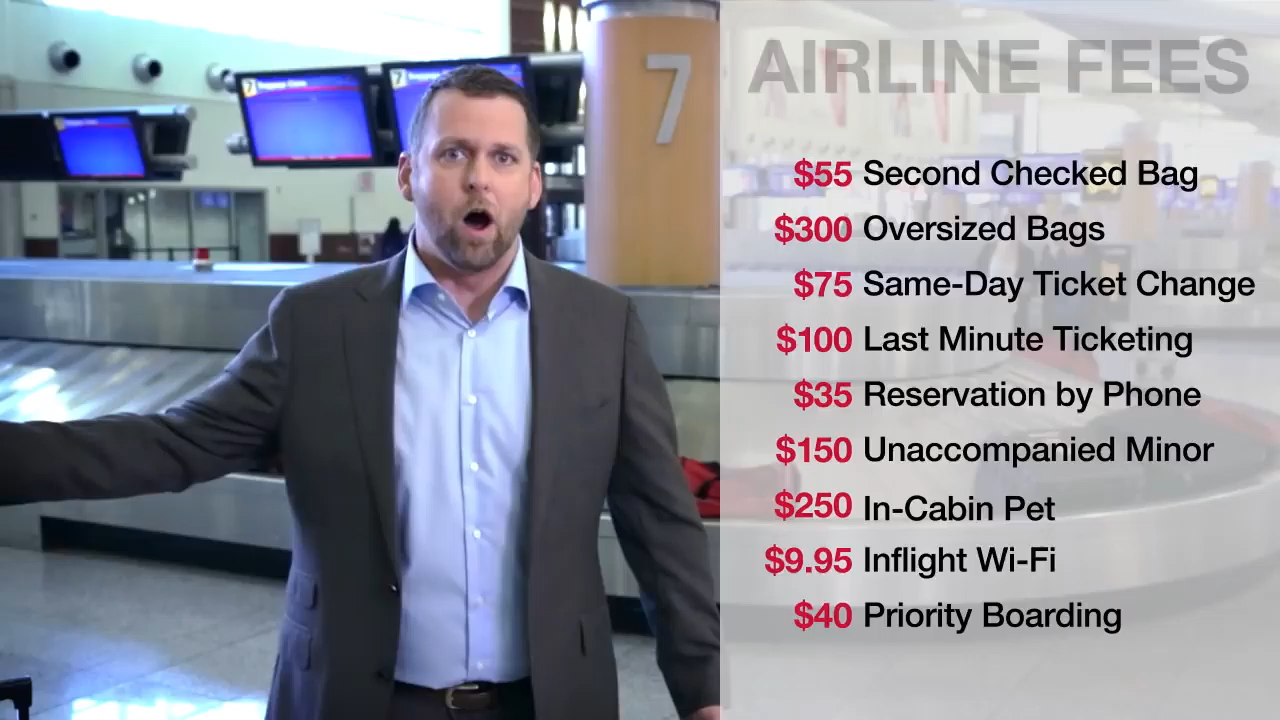 7
7
7
AIRLINE FEES
$55 Second Checked Bag
$300 Oversized Bags
$75 Same-Day Ticket Change
$100 Last Minute Ticketing
$35 Reservation by Phone
$150 Unaccompanied Minor
$250 In-Cabin Pet
$9.95 Inflight Wi-Fi
$40 Priority Boarding